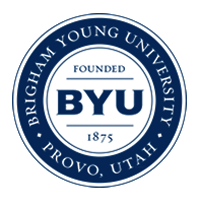 BRIGHAM YOUNG UNIVERSITY
FOUNDED
BYU
1875
PROVO, UTAH